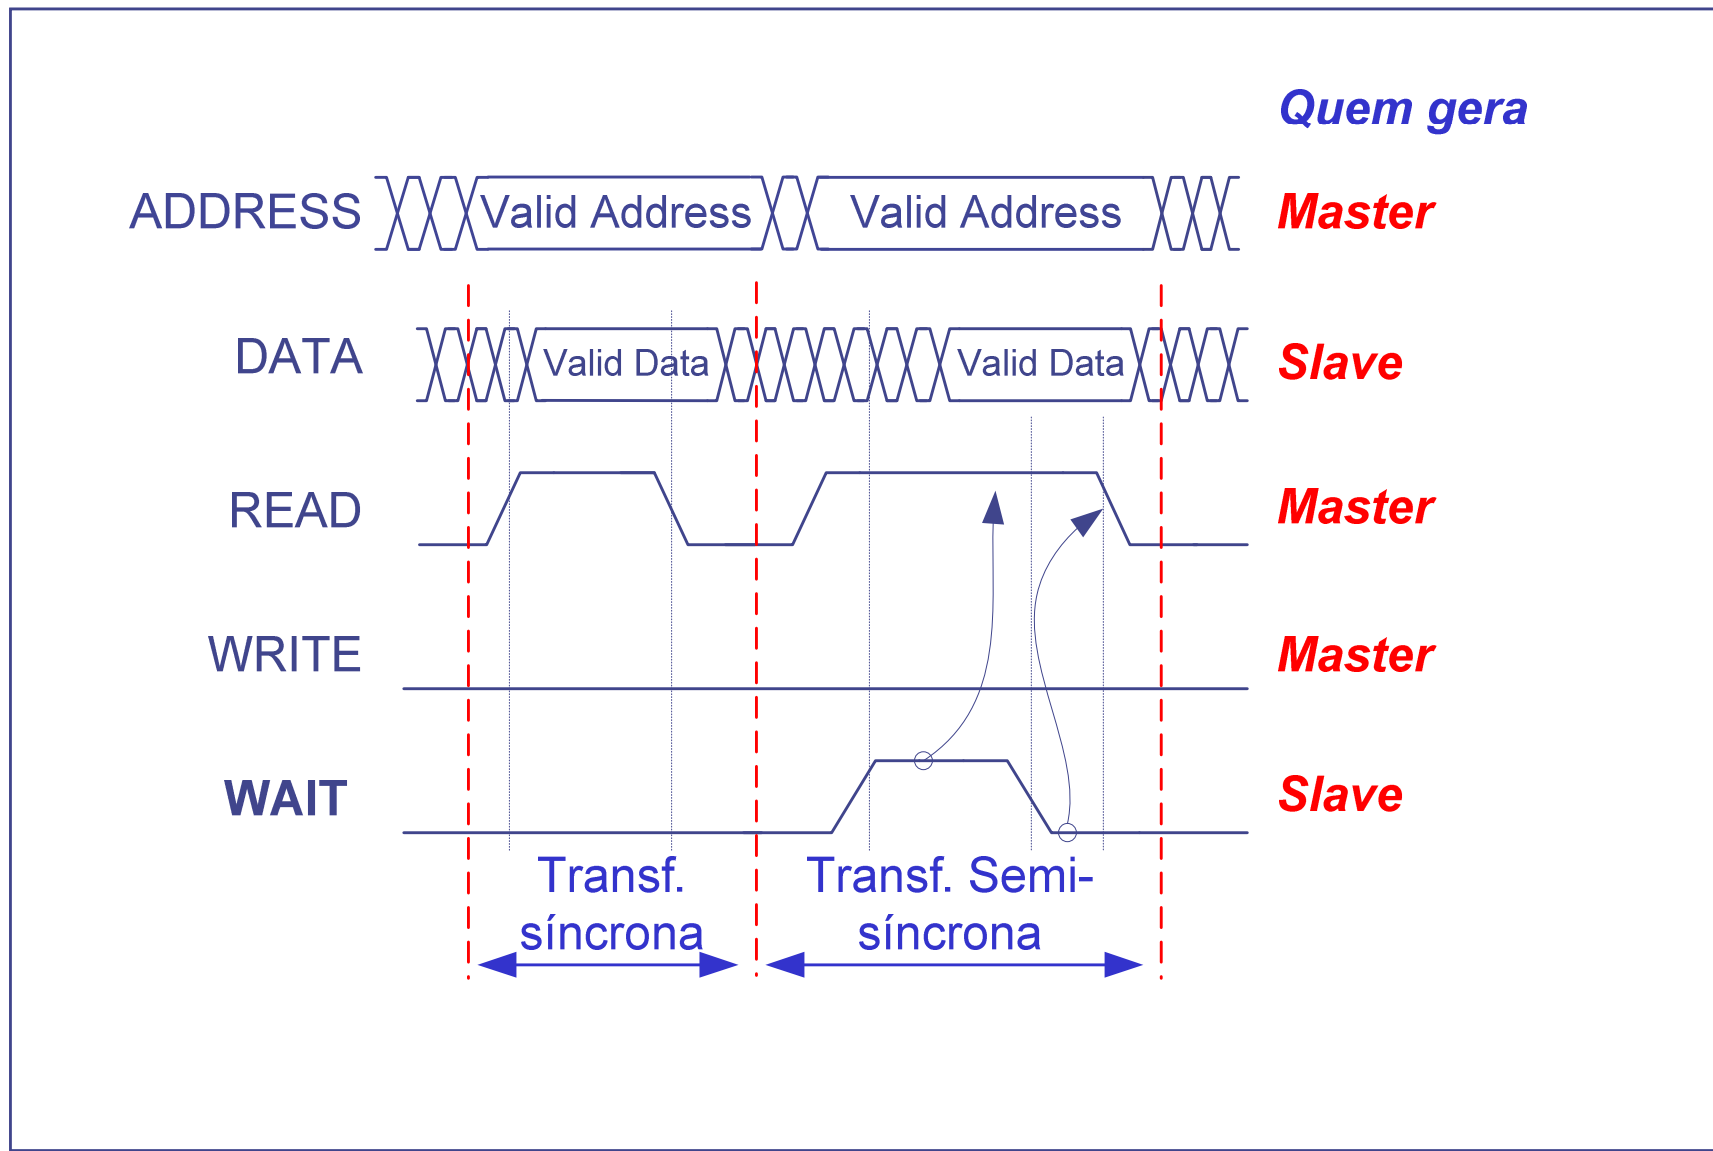 Quem gera
ADDRESS Valid Address Valid Address Master
DATA Valid Data Valid Data Slave
READ Master
WRITE Master
WAIT Slave
Transf. Transf. Semi-
síncrona síncrona